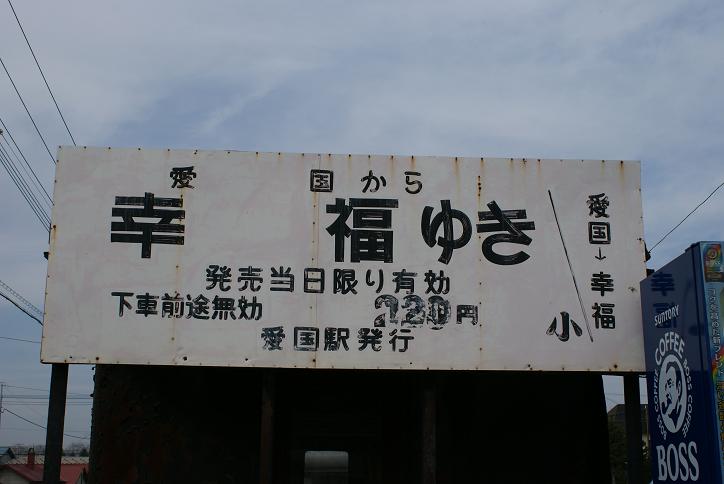 愛 国から
幸 福 ゆき
発売当日限り有効
下車前途無効 220円
愛国駅発行
愛国→幸福
小
SUNTORY
COFFEE
BOSS COFFEE
BOSS